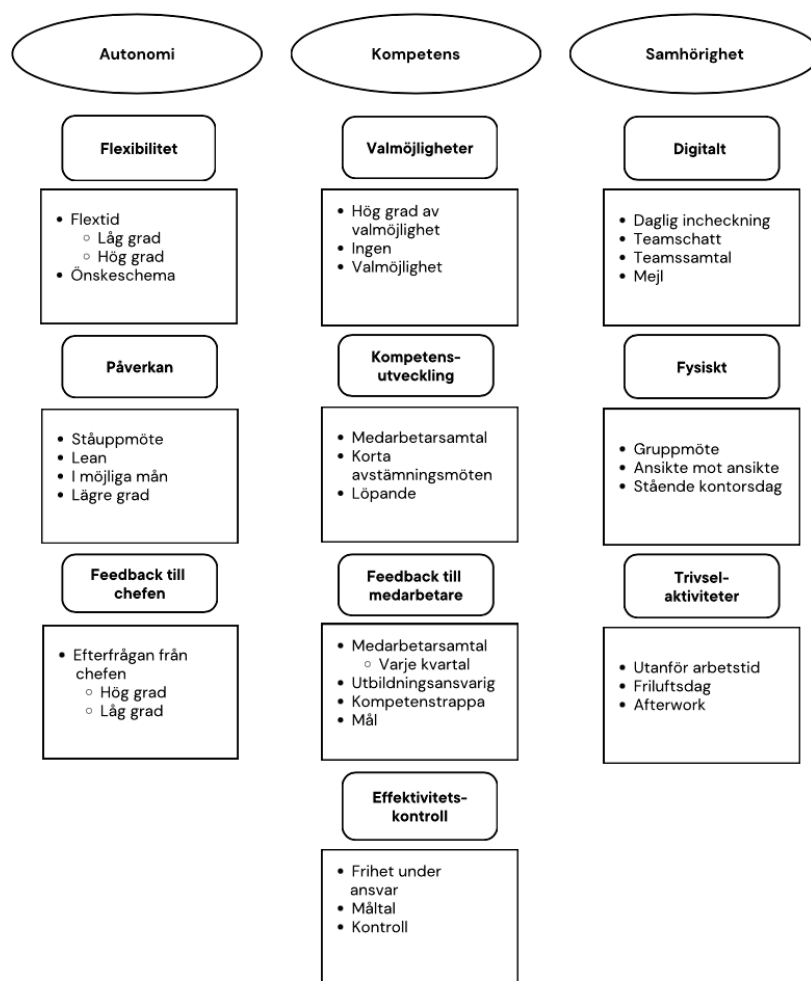 Autonomi
Kompetens
Samhörighet
Flexibilitet
Valmöjligheter
Digitalt
• Flextid
○ Låg grad
○ Hög grad
• Önskeschema
• Hög grad av
valmöjlighet
• Ingen
• Valmöjlighet
• Daglig incheckning
• Teamschatt
• Teamssamtal
• Mejl
Påverkan
Kompetens-
utveckling
Fysiskt
• Ståuppmöte
• Lean
• I möjliga mån
• Lägre grad
• Medarbetarsamtal
• Korta
avstämningsmöten
• Löpande
• Gruppmöte
• Ansikte mot ansikte
• Stående kontorsdag
Feedback till
chefen
Feedback till
medarbetare
Trivsel-
aktiviteter
• Efterfrågan från
chefen
○ Hög grad
○ Låg grad
• Medarbetarsamtal
○ Varje kvartal
• Utbildningsansvarig
• Kompetenstrappa
• Mål
• Utanför arbetstid
• Friluftsdag
• Afterwork
Effektivitets-
kontroll
• Frihet under
ansvar
• Måltal
• Kontroll